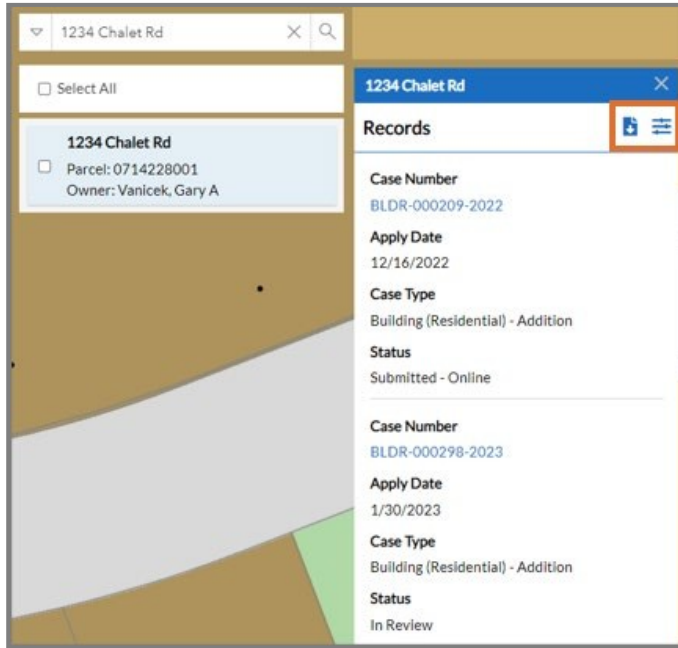 1234 Chalet Rd
Select All
1234 Chalet Rd
Parcel: 0714228001
Owner: Vanicek, Gary A
1234 Chalet Rd
Records
Case Number
BLDR-000209-2022
Apply Date
12/16/2022
Case Type
Building (Residential) - Addition
Status
Submitted - Online
Case Number
BLDR-000298-2023
Apply Date
1/30/2023
Case Type
Building (Residential) - Addition
Status
In Review